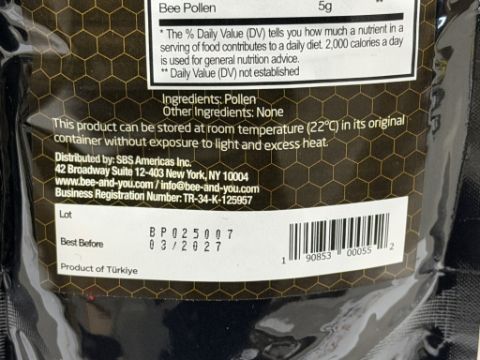 Bee Pollen 5g **
* The % Daily Value (DV) tells you how much a nutrient in a
serving of food contributes to a daily diet. 2,000 calories a day
is used for general nutrition advice.
** Daily Value (DV) not established
Ingredients: Pollen
Other Ingredients: None
This product can be stored at room temperature (22°C) in its original
container without exposure to light and excess heat.
Distributed by: SBS Americas Inc.
42 Broadway Suite 12-403 New York, NY 10004
www.bee-and-you.com / info@bee-and-you.com
Business Registration Number: TR-34-K-125957
Lot BP025007
Best Before 03/2027
Product of Türkiye
1 90853 00055 2